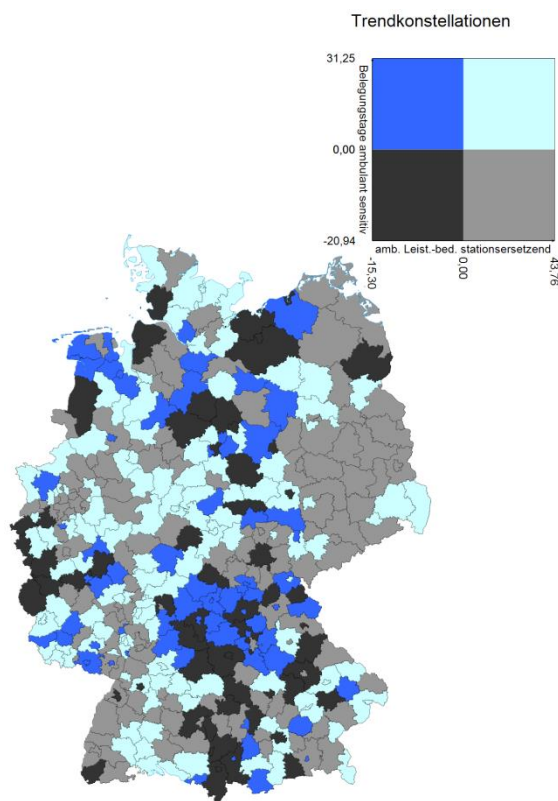 Trendkonstellationen
31,25
0,00
-20,94
Belegungstage ambulant sensitiv
amb. Leist.-bed. stationsersetzend
-15,30
0,00
43,76